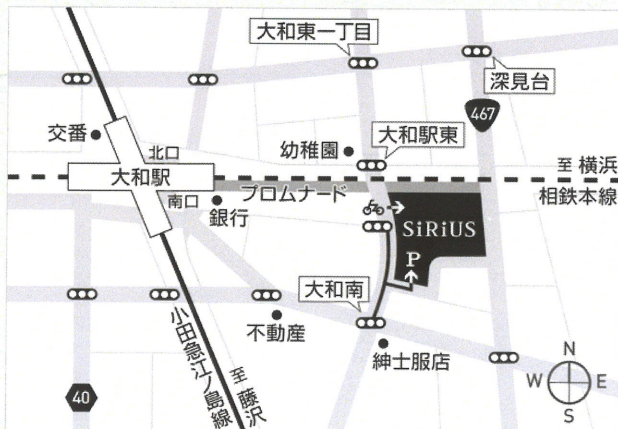 大和東一丁目
深見台
467
交番
北口
幼稚園
大和駅東
至 横浜
大和駅
プロムナード
相鉄本線
南口
銀行
SiRiUS
P
大和南
不動産
小田急江ノ島線
至 藤沢
紳士服店
40
N
W
E
S